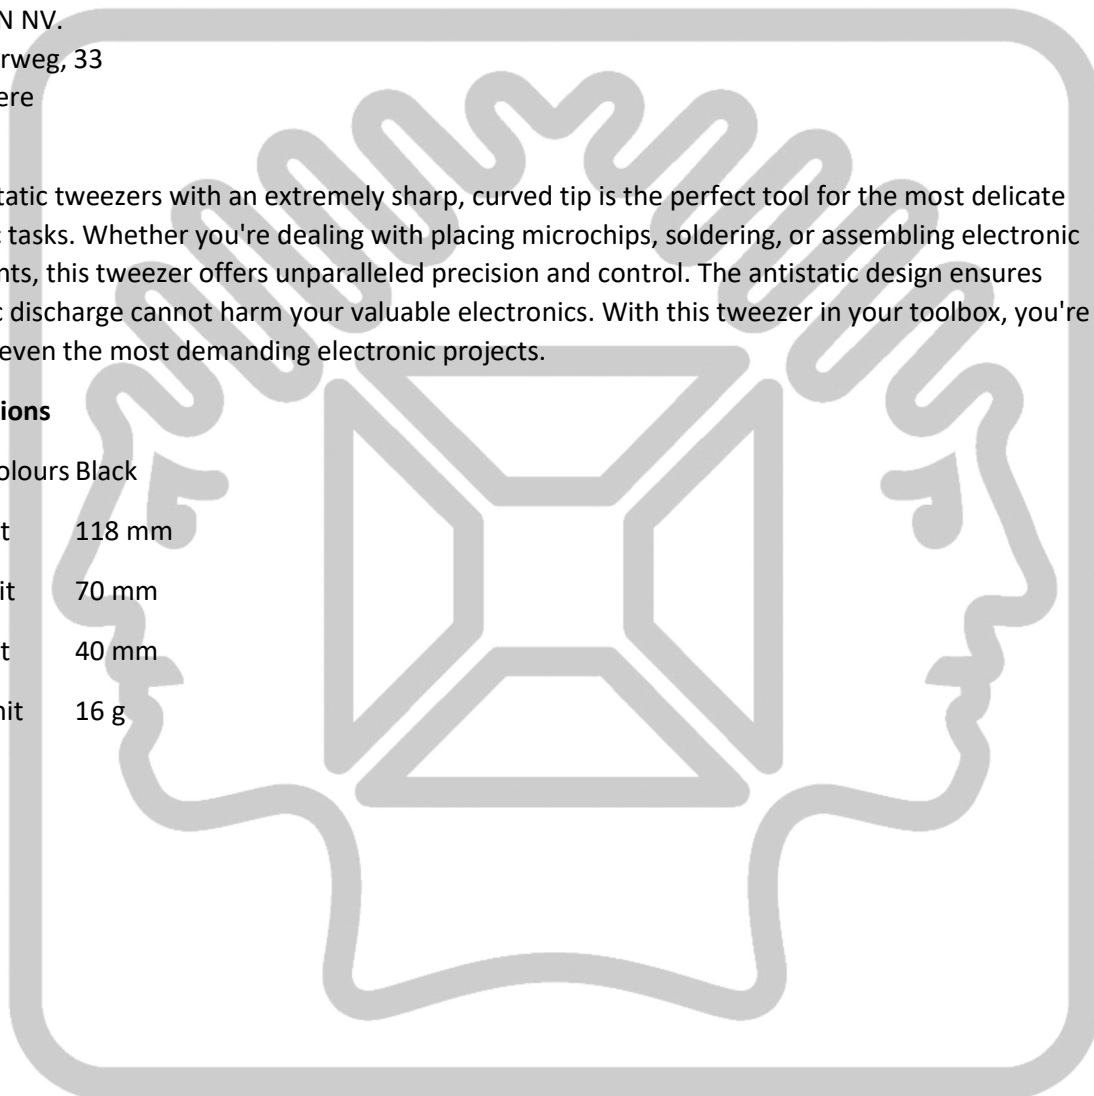 N NV.
rweg, 33
ere
tatic tweezers with an extremely sharp, curved tip is the perfect tool for the most delicate
c tasks. Whether you're dealing with placing microchips, soldering, or assembling electronic
nts, this tweezer offers unparalleled precision and control. The antistatic design ensures
c discharge cannot harm your valuable electronics. With this tweezer in your toolbox, you're
even the most demanding electronic projects.
ions
olours Black
t 118 mm
it 70 mm
t 40 mm
nit 16 g